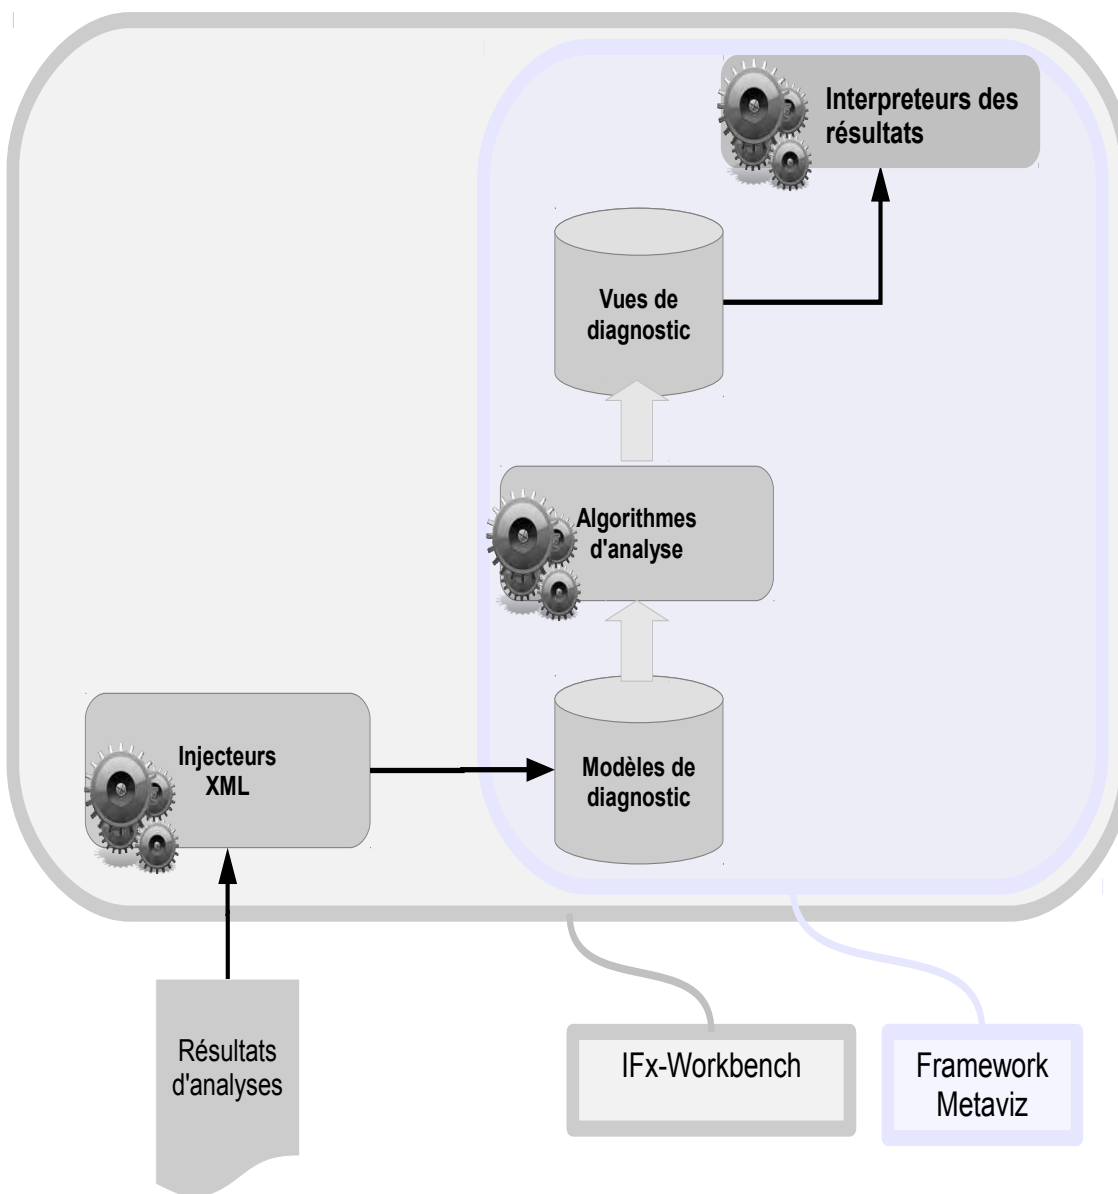 Interpreteurs des
résultats
Vues de
diagnostic
Algorithmes
d'analyse
Injecteurs
XML
Modèles de
diagnostic
Résultats
d'analyses
IFx-Workbench
Framework
Metaviz